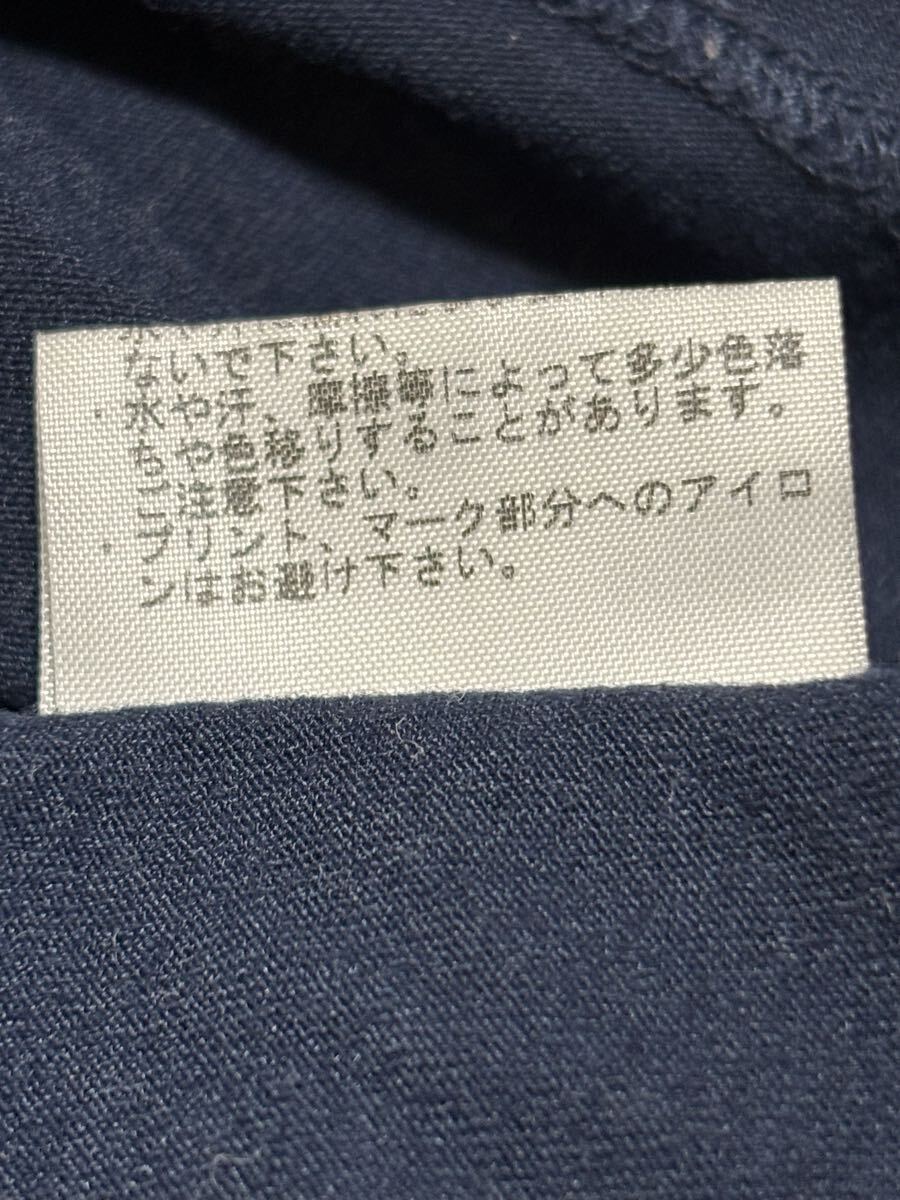 ないで下さい。
・水や汗、摩擦等によって多少色落
ちや色移りすることがあります。
ご注意下さい。
・プリント、マーク部分へのアイロ
ンはお避け下さい。